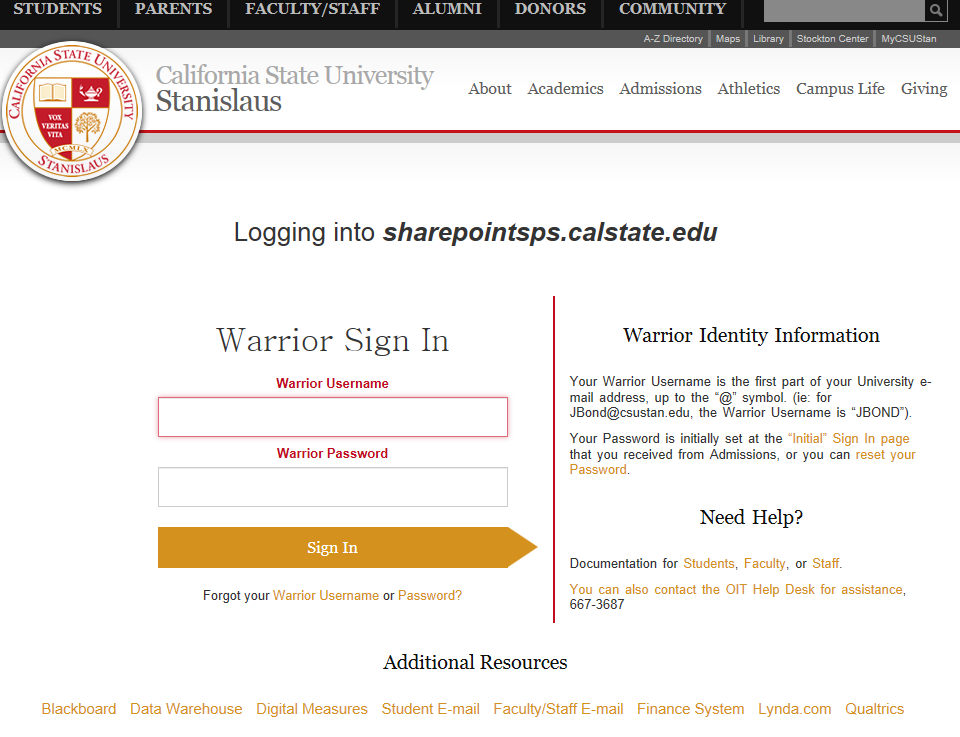 STUDENTS PARENTS FACULTY/STAFF ALUMNI DONORS COMMUNITY
A-Z Directory Maps Library Stockton Center MyCSUStan
CALIFORNIA STATE UNIVERSITY
STANISLAUS
VOX
VERITAS
VITA
MCMLX
California State University
Stanislaus
About Academics Admissions Athletics Campus Life Giving
Logging into sharepointsps.calstate.edu
Warrior Sign In
Warrior Username
Warrior Password
Sign In
Forgot your Warrior Username or Password?
Warrior Identity Information
Your Warrior Username is the first part of your University e-
mail address, up to the “@” symbol. (ie: for
JBond@csustan.edu, the Warrior Username is “JBOND”).
Your Password is initially set at the “Initial” Sign In page
that you received from Admissions, or you can reset your
Password.
Need Help?
Documentation for Students, Faculty, or Staff.
You can also contact the OIT Help Desk for assistance,
667-3687
Additional Resources
Blackboard Data Warehouse Digital Measures Student E-mail Faculty/Staff E-mail Finance System Lynda.com Qualtrics